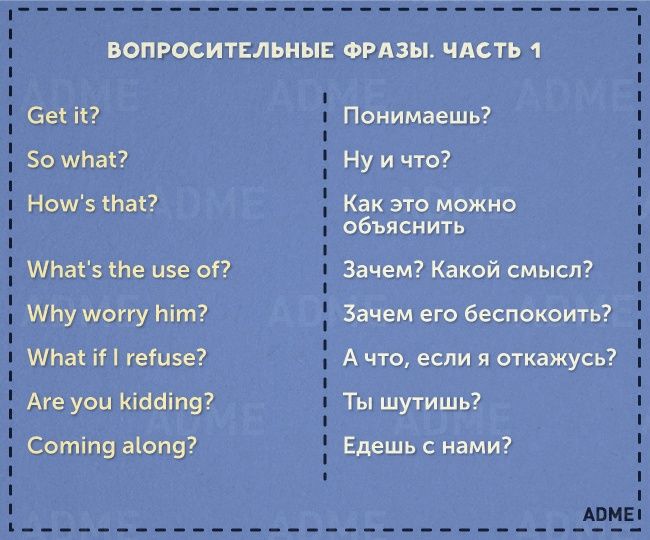 ВОПРОСИТЕЛЬНЫЕ ФРАЗЫ. ЧАСТЬ 1
Get it?
Понимаешь?
So what?
Ну и что?
How's that?
Как это можно
объяснить
What's the use of?
Зачем? Какой смысл?
Why worry him?
Зачем его беспокоить?
What if I refuse?
А что, если я откажусь?
Are you kidding?
Ты шутишь?
Coming along?
Едешь с нами?
ADME